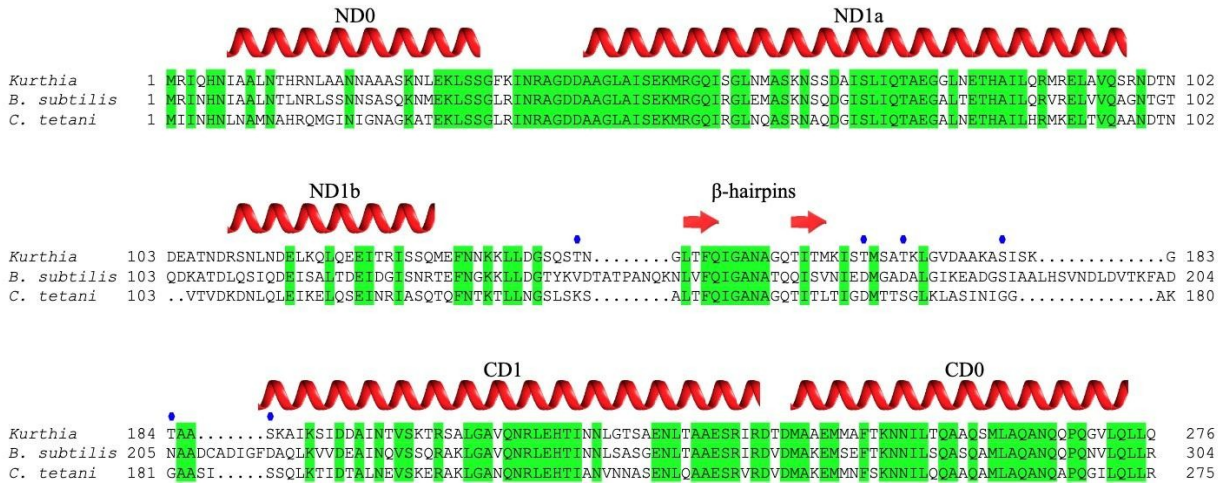 ND0 ND1a
Kurthia 1 MRIQHNIAALNTHRNLAANNAAASKNLEKLSSGFKINRAGDDAAGLAISEKMRGQISGLNMASKNSSDAISLIQTAEGGLNETHAILQRMRELAVQSRNDTN 102
B. subtilis 1 MRINHNIAALNTLNRLSSNNSASQKNMEKLSSGLRINRAGDDAAGLAISEKMRGQIRGLEMASKNSQDGISLIQTAEGALTETHAILQRVRELVVQAGNTGT 102
C. tetani 1 MIINHNLNAMNAHRQMGINIGNAGKATEKLSSGLRINRAGDDAAGLAISEKMRGQIRGLNQASRNAQDGISLIQTAEGALNETHAILHRMKELTVQAANDTN 102
ND1b β-hairpins
Kurthia 103 DEATNDRSNLNDELKQLQEEITRISSQMEFNNKKLLDGSQSTN........GLTFQIGANAGQTITMKISTMSATKLGVDAAKASISK.............G 183
B. subtilis 103 QDKATDLQSIQDEISALTDEIDGISNRTEFNGKKLLDGTYKVDTATPANQKNLVFQIGANATQQISVNIEDMGADALGIKEADGSIAALHSVNDLDVTKFAD 204
C. tetani 103 ..VTVDKDNLQLEIKELQSEINRIASQTQFNTKTLLNGSLSKS........ALTFQIGANAGQTITLTIGDMTTSGLKLASINIGG..............AK 180
CD1 CD0
Kurthia 184 TAA.......SKAIKSIDDAINTVSKTRSALGAVQNRLEHTINNLGTSAENLTAAESRIRDTDMAAEMMAFTKNNILTQAAQSMLAQANQQPQGVLQLLQ 276
B. subtilis 205 NAADCADIGFDAQLKVVDEAINQVSSQRAKLGAVQNRLEHTINNLSASGENLTAAESRIRDVDMAKEMSEFTKNNILSQASQAMLAQANQQPQNVLQLLR 304
C. tetani 181 GAASI.....SSQLKTIDTALNEVSKERAKLGANQNRLEHTIANVNNASENLQAAESRVRDVDMAKEMMNFSKNNILQQAAQAMLAQANQAPQGILQLLR 275